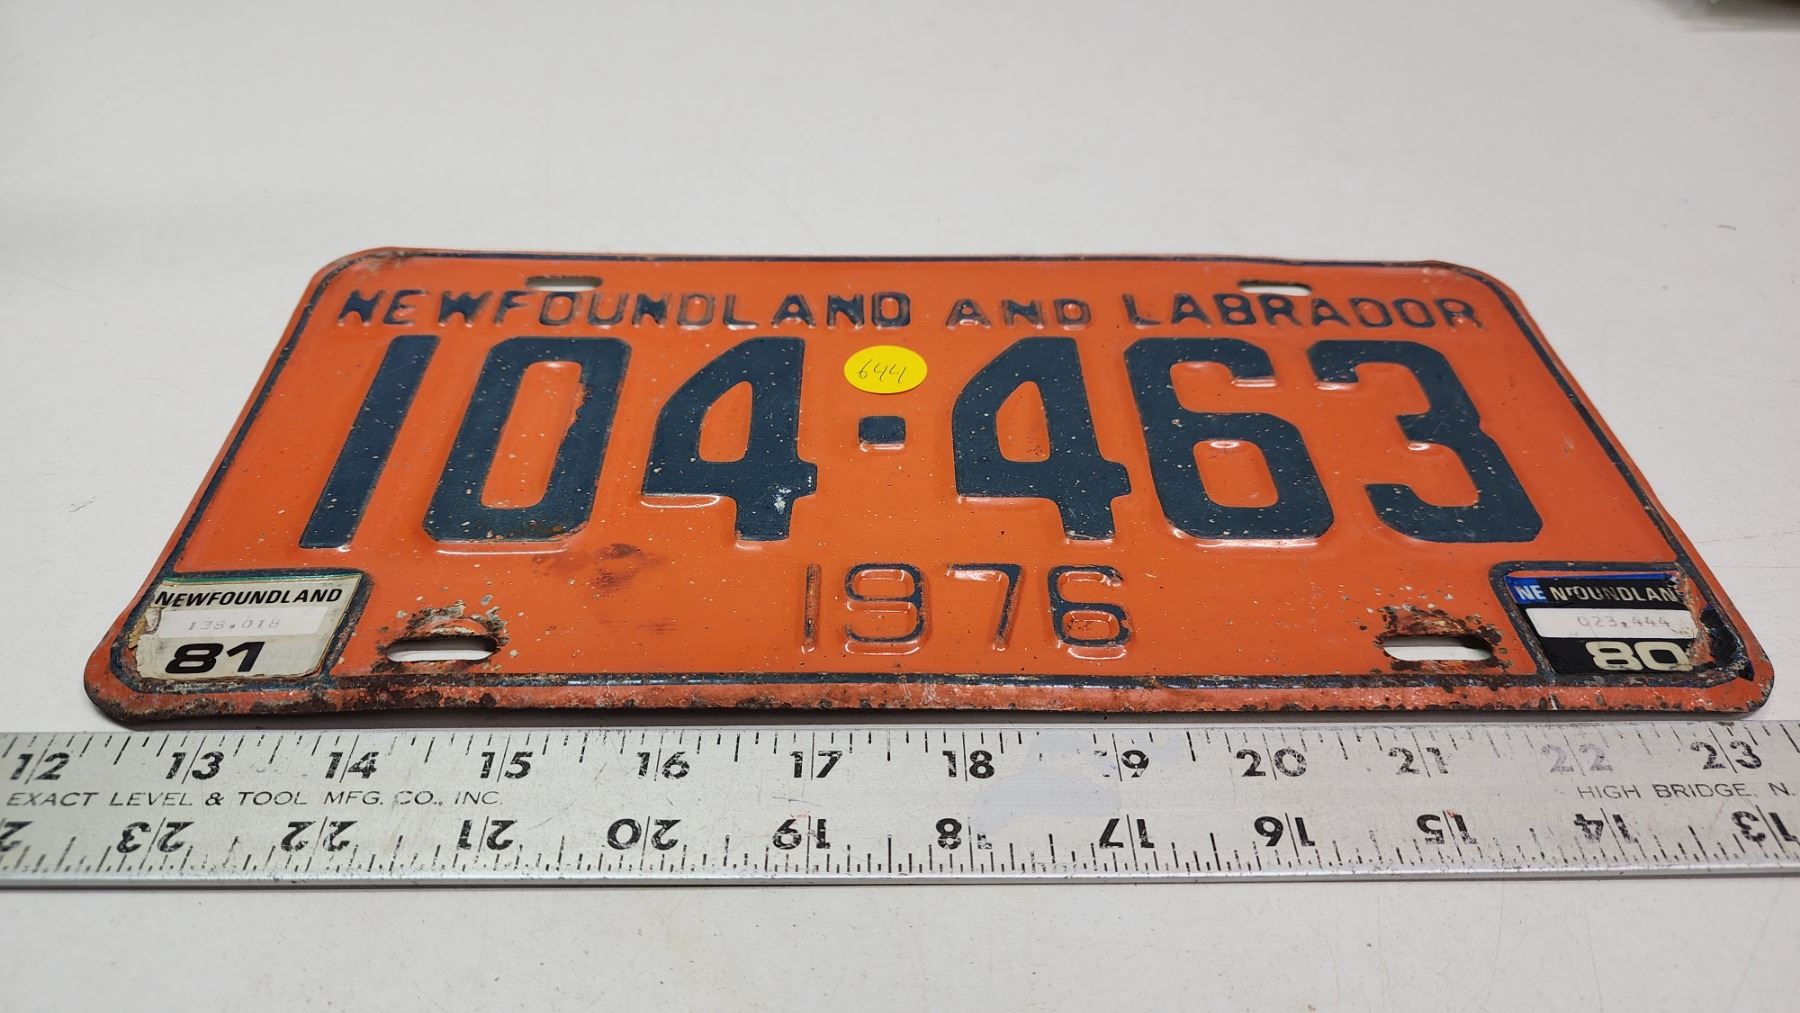 NEWFOUNDLAND AND LABRADOR
104·463
644
1976
NEWFOUNDLAND
138.018
81
NE NFOUNDLAN
023,444
80
12 13 14 15 16 17 18 19 20 21 22 23
EXACT LEVEL & TOOL MFG. CO., INC.
HIGH BRIDGE, N.
23 22 21 20 19 18 17 16 15 14 13